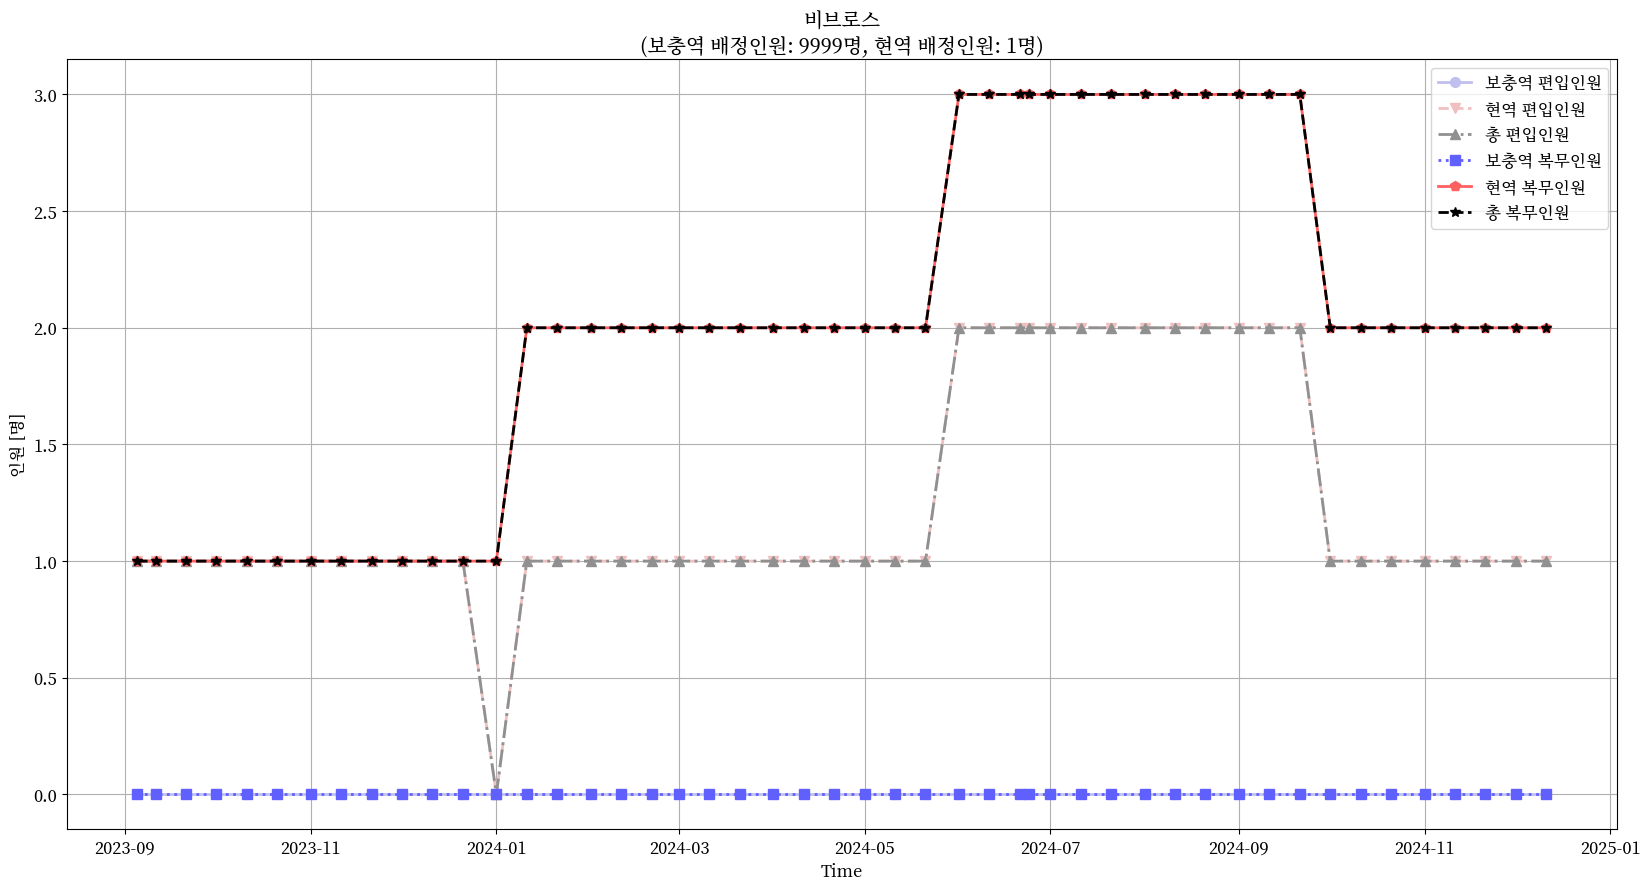 비브로스
(보충역 배정인원: 9999명, 현역 배정인원: 1명)
3.0
2.5
2.0
1.5
1.0
0.5
0.0
인원 [명]
보충역 편입인원
현역 편입인원
총 편입인원
보충역 복무인원
현역 복무인원
총 복무인원
2023-09
2023-11
2024-01
2024-03
2024-05
2024-07
2024-09
2024-11
2025-01
Time